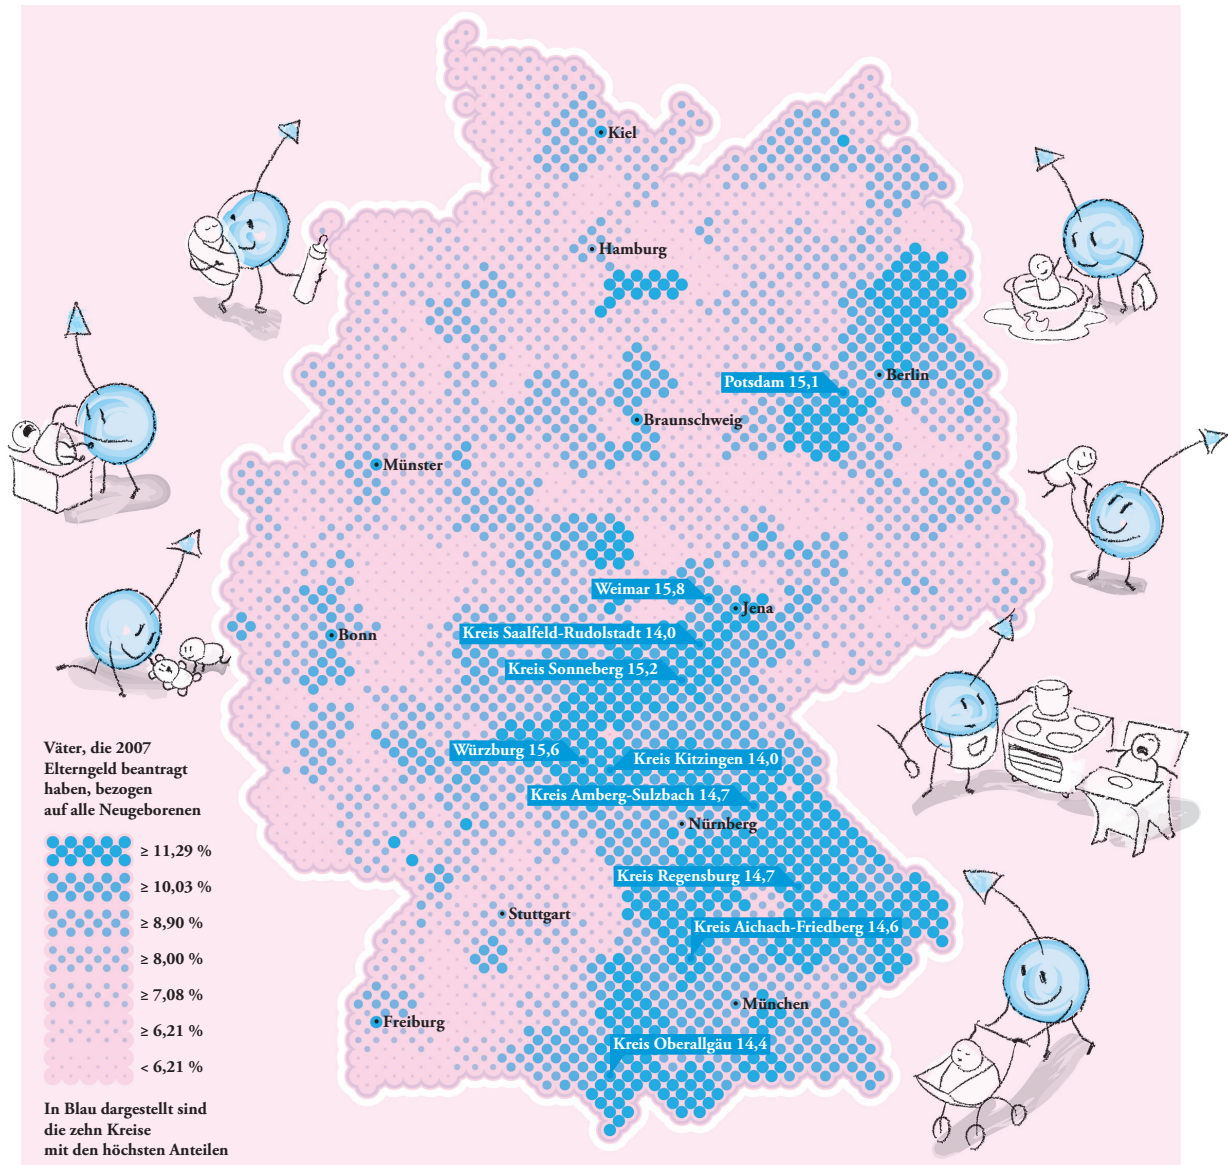 Kiel
Hamburg
Potsdam 15,1
Berlin
Braunschweig
Münster
Weimar 15,8
Jena
Kreis Saalfeld-Rudolstadt 14,0
Bonn
Kreis Sonneberg 15,2
Würzburg 15,6
Kreis Kitzingen 14,0
Kreis Amberg-Sulzbach 14,7
Nürnberg
Kreis Regensburg 14,7
Stuttgart
Kreis Aichach-Friedberg 14,6
München
Freiburg
Kreis Oberallgäu 14,4
Väter, die 2007
Elterngeld beantragt
haben, bezogen
auf alle Neugeborenen
≥ 11,29 %
≥ 10,03 %
≥ 8,90 %
≥ 8,00 %
≥ 7,08 %
≥ 6,21 %
< 6,21 %
In Blau dargestellt sind
die zehn Kreise
mit den höchsten Anteilen